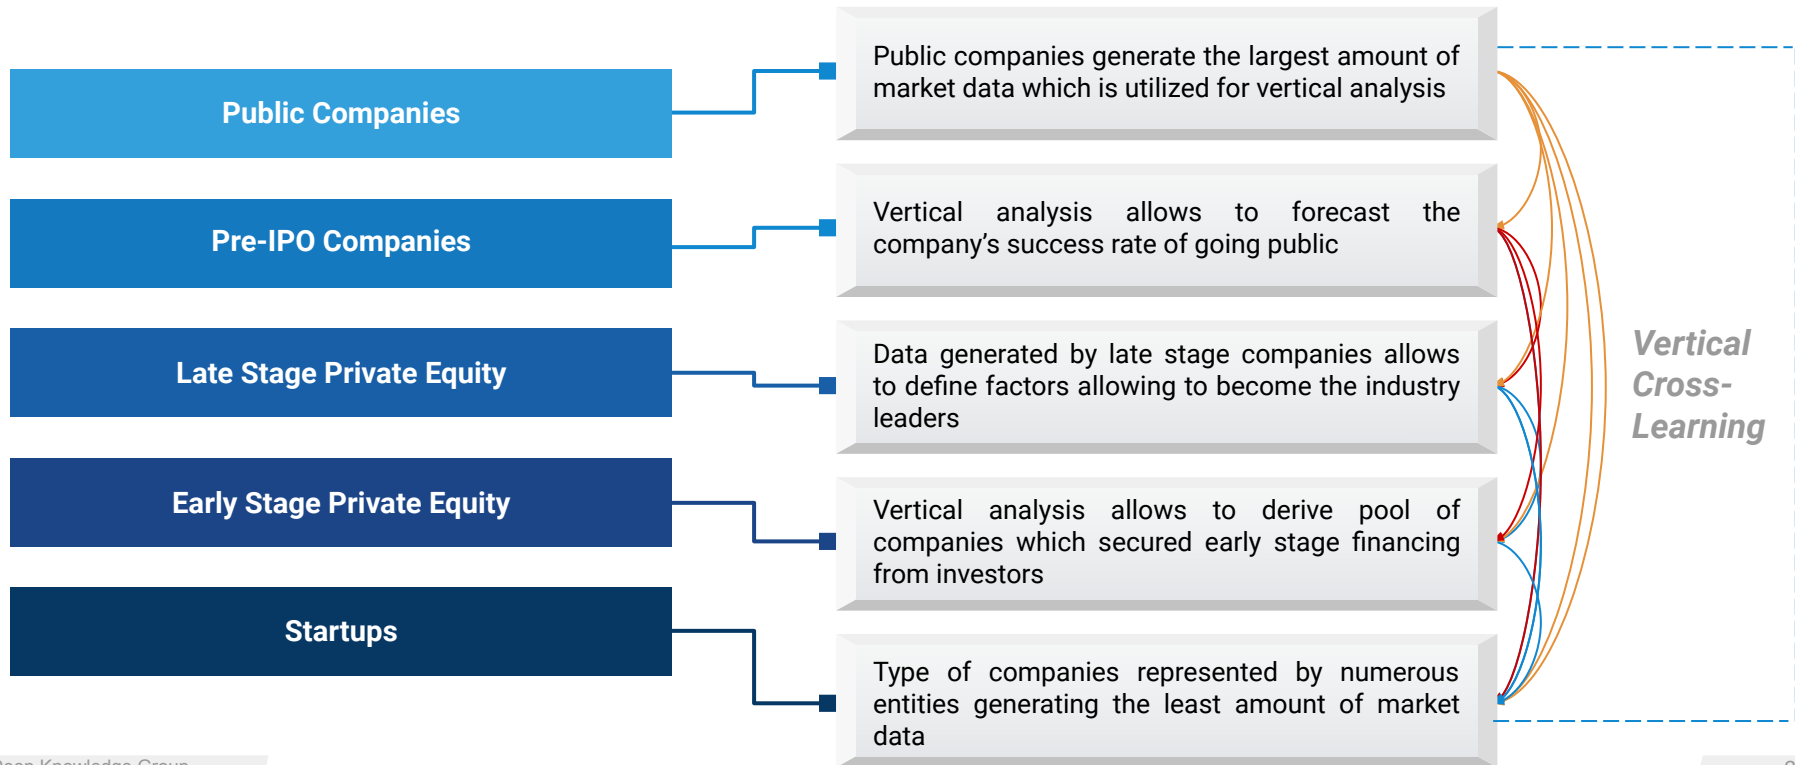 Public Companies
Public companies generate the largest amount of
market data which is utilized for vertical analysis
Pre-IPO Companies
Vertical analysis allows to forecast the
company's success rate of going public
Late Stage Private Equity
Data generated by late stage companies allows
to define factors allowing to become the industry
leaders
Early Stage Private Equity
Vertical analysis allows to derive pool of
companies which secured early stage financing
from investors
Startups
Type of companies represented by numerous
entities generating the least amount of market
data
Vertical
Cross-
Learning
Knowledge Group